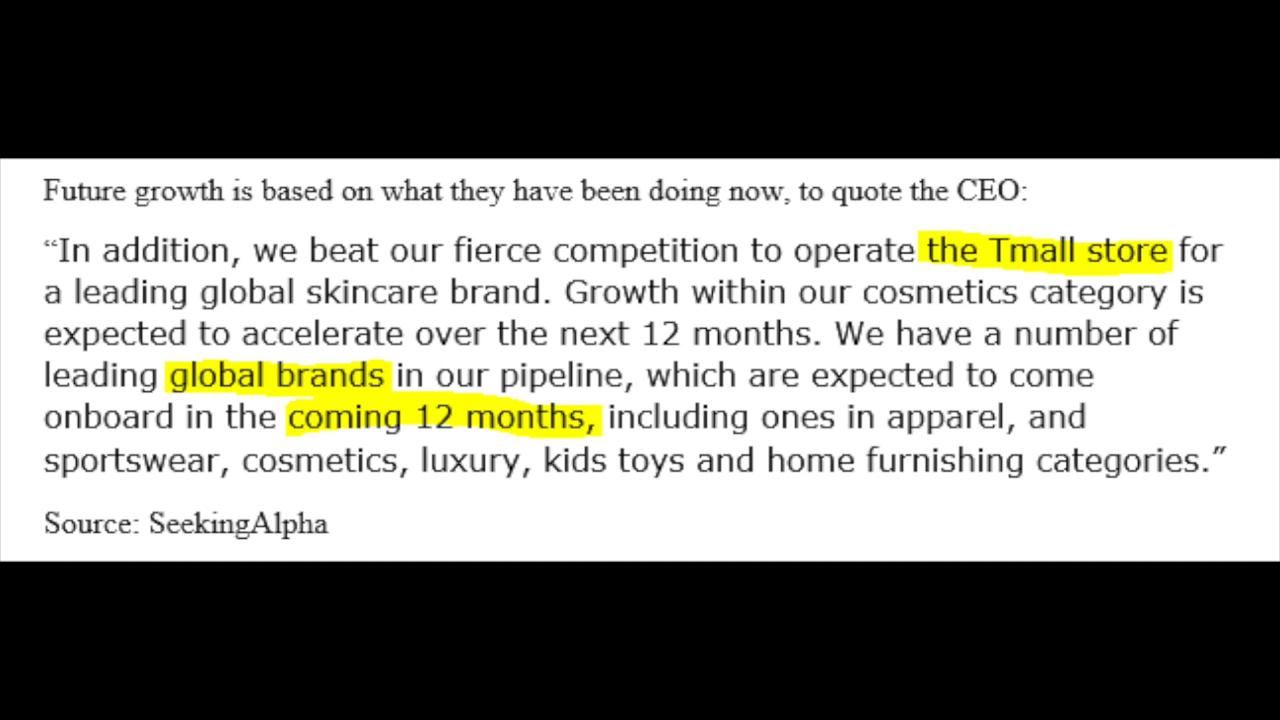 Future growth is based on what they have been doing now, to quote the CEO:
“In addition, we beat our fierce competition to operate the Tmall store for
a leading global skincare brand. Growth within our cosmetics category is
expected to accelerate over the next 12 months. We have a number of
leading global brands in our pipeline, which are expected to come
onboard in the coming 12 months, including ones in apparel, and
sportswear, cosmetics, luxury, kids toys and home furnishing categories.”
Source: SeekingAlpha